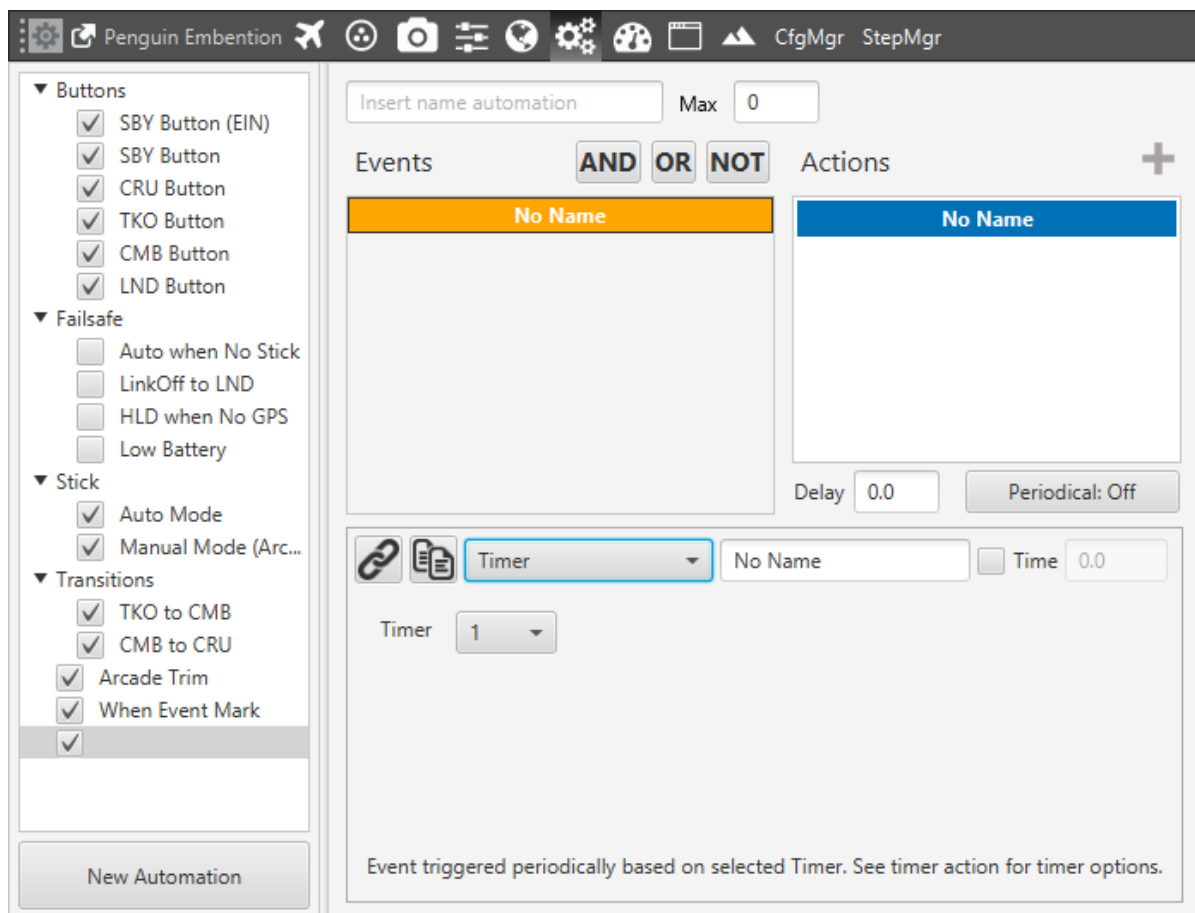 Penguin Embention CfgMgr StepMgr
Buttons
SBY Button (EIN)
SBY Button
CRU Button
TKO Button
CMB Button
LND Button
Failsafe
Auto when No Stick
LinkOff to LND
HLD when No GPS
Low Battery
Stick
Auto Mode
Manual Mode (Arc...
Transitions
TKO to CMB
CMB to CRU
Arcade Trim
When Event Mark
New Automation
Insert name automation Max 0
Events AND OR NOT
No Name
Actions
No Name
Delay 0.0 Periodical: Off
Timer No Name Time 0.0
Timer 1
Event triggered periodically based on selected Timer. See timer action for timer options.